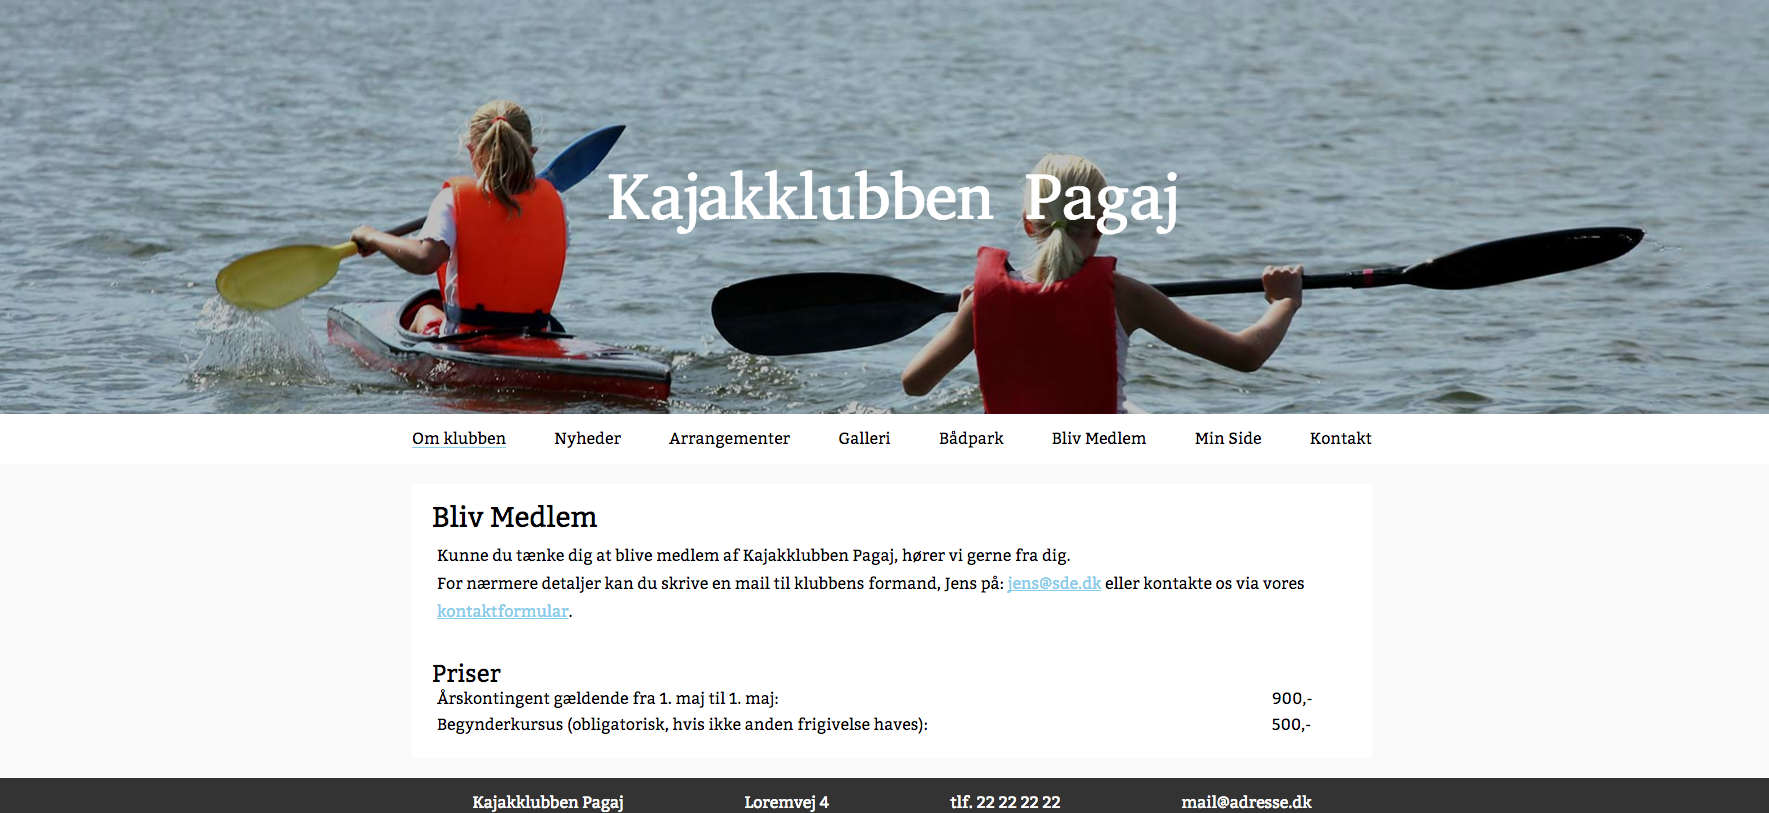 Kajakklubben Pagaj
Om klubben Nyheder Arrangementer Galleri Bådpark Bliv Medlem Min Side Kontakt
Bliv Medlem
Kunne du tænke dig at blive medlem af Kajakklubben Pagaj, hører vi gerne fra dig.
For nærmere detaljer kan du skrive en mail til klubbens formand, Jens på: jens@sde.dk eller kontakte os via vores
kontaktformular.
Priser
Årskontingent gældende fra 1. maj til 1. maj: 900,-
Begynderkursus (obligatorisk, hvis ikke anden frigivelse haves): 500,-
Kajakklubben Pagaj Loremvej 4 tlf. 22 22 22 22 mail@adresse.dk